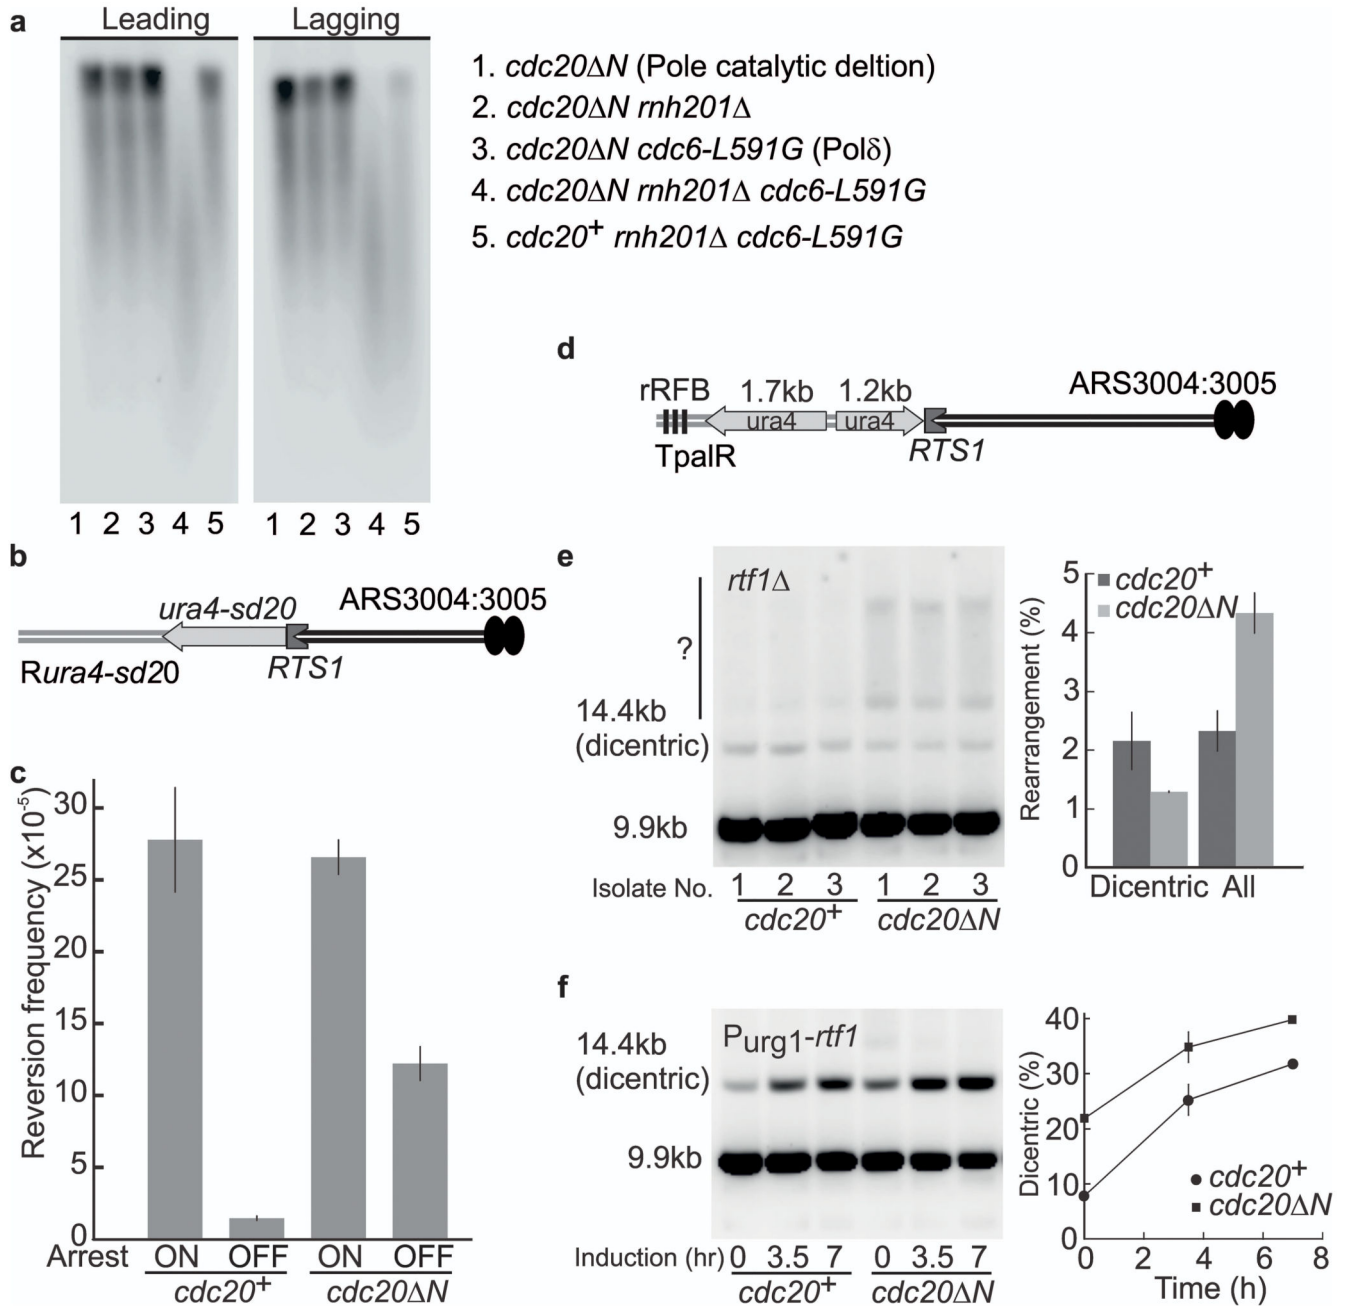 a
Leading Lagging
1. cdc20ΔN (Pole catalytic deltion)
2. cdc20ΔN rnh201Δ
3. cdc20ΔN cdc6-L591G (Polδ)
4. cdc20ΔN rnh201Δ cdc6-L591G
5. cdc20+ rnh201Δ cdc6-L591G
1 2 3 4 5 1 2 3 4 5
b
ura4-sd20 ARS3004:3005
Rura4-sd20 RTS1
c
Reversion frequency (x10-5)
30
25
20
15
10
5
0
Arrest ON OFF ON OFF
cdc20+ cdc20ΔN
d
rRFB 1.7kb 1.2kb ARS3004:3005
ura4 ura4
TpalR RTS1
e
rtf1Δ
?
14.4kb
(dicentric)
9.9kb
Isolate No. 1 2 3 1 2 3
cdc20+ cdc20ΔN
Rearrangement (%)
5
4
3
2
1
0
cdc20+
cdc20ΔN
Dicentric All
f
Purg1-rtf1
14.4kb
(dicentric)
9.9kb
Induction (hr) 0 3.5 7 0 3.5 7
cdc20+ cdc20ΔN
Dicentric (%)
40
30
20
10
0
cdc20+
cdc20ΔN
0 2 4 6 8
Time (h)